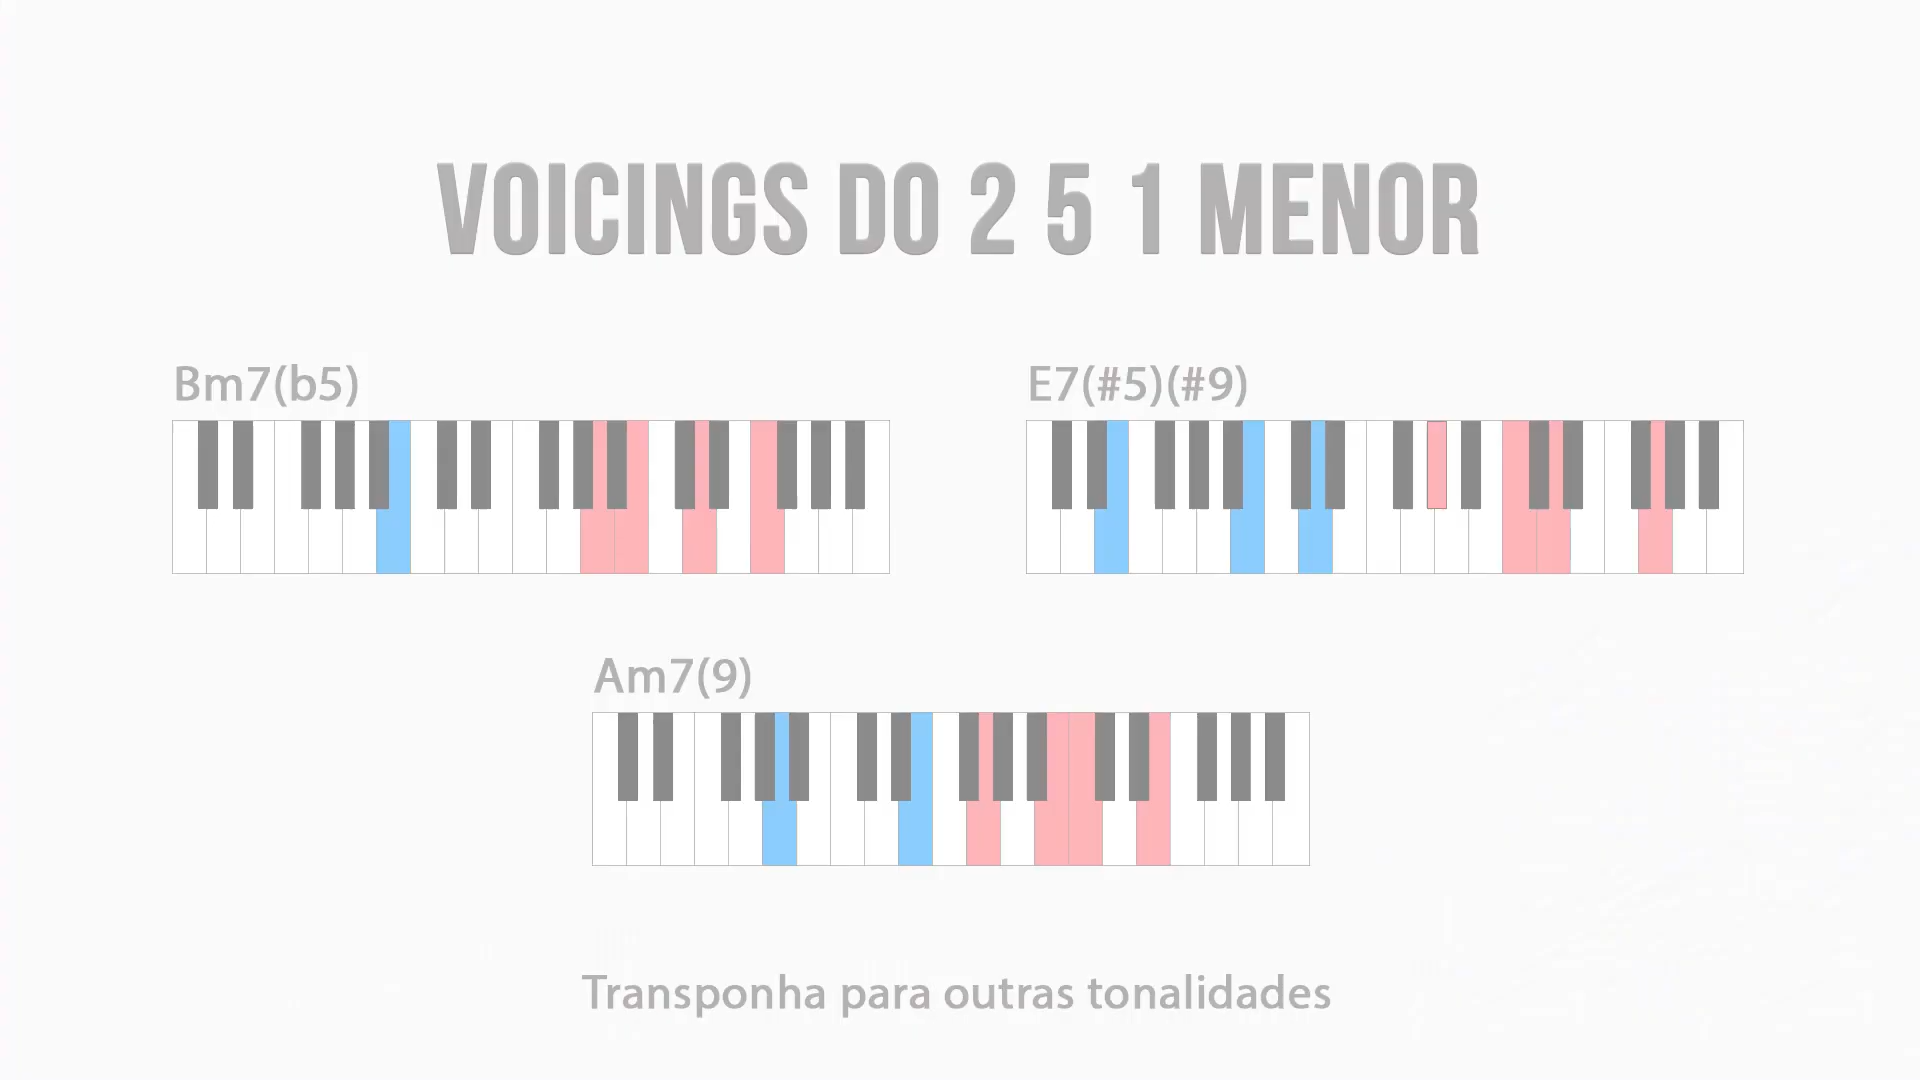 VOICINGS DO 2 5 1 MENOR
Bm7(b5)
E7(#5)(#9)
Am7(9)
Transponha para outras tonalidades